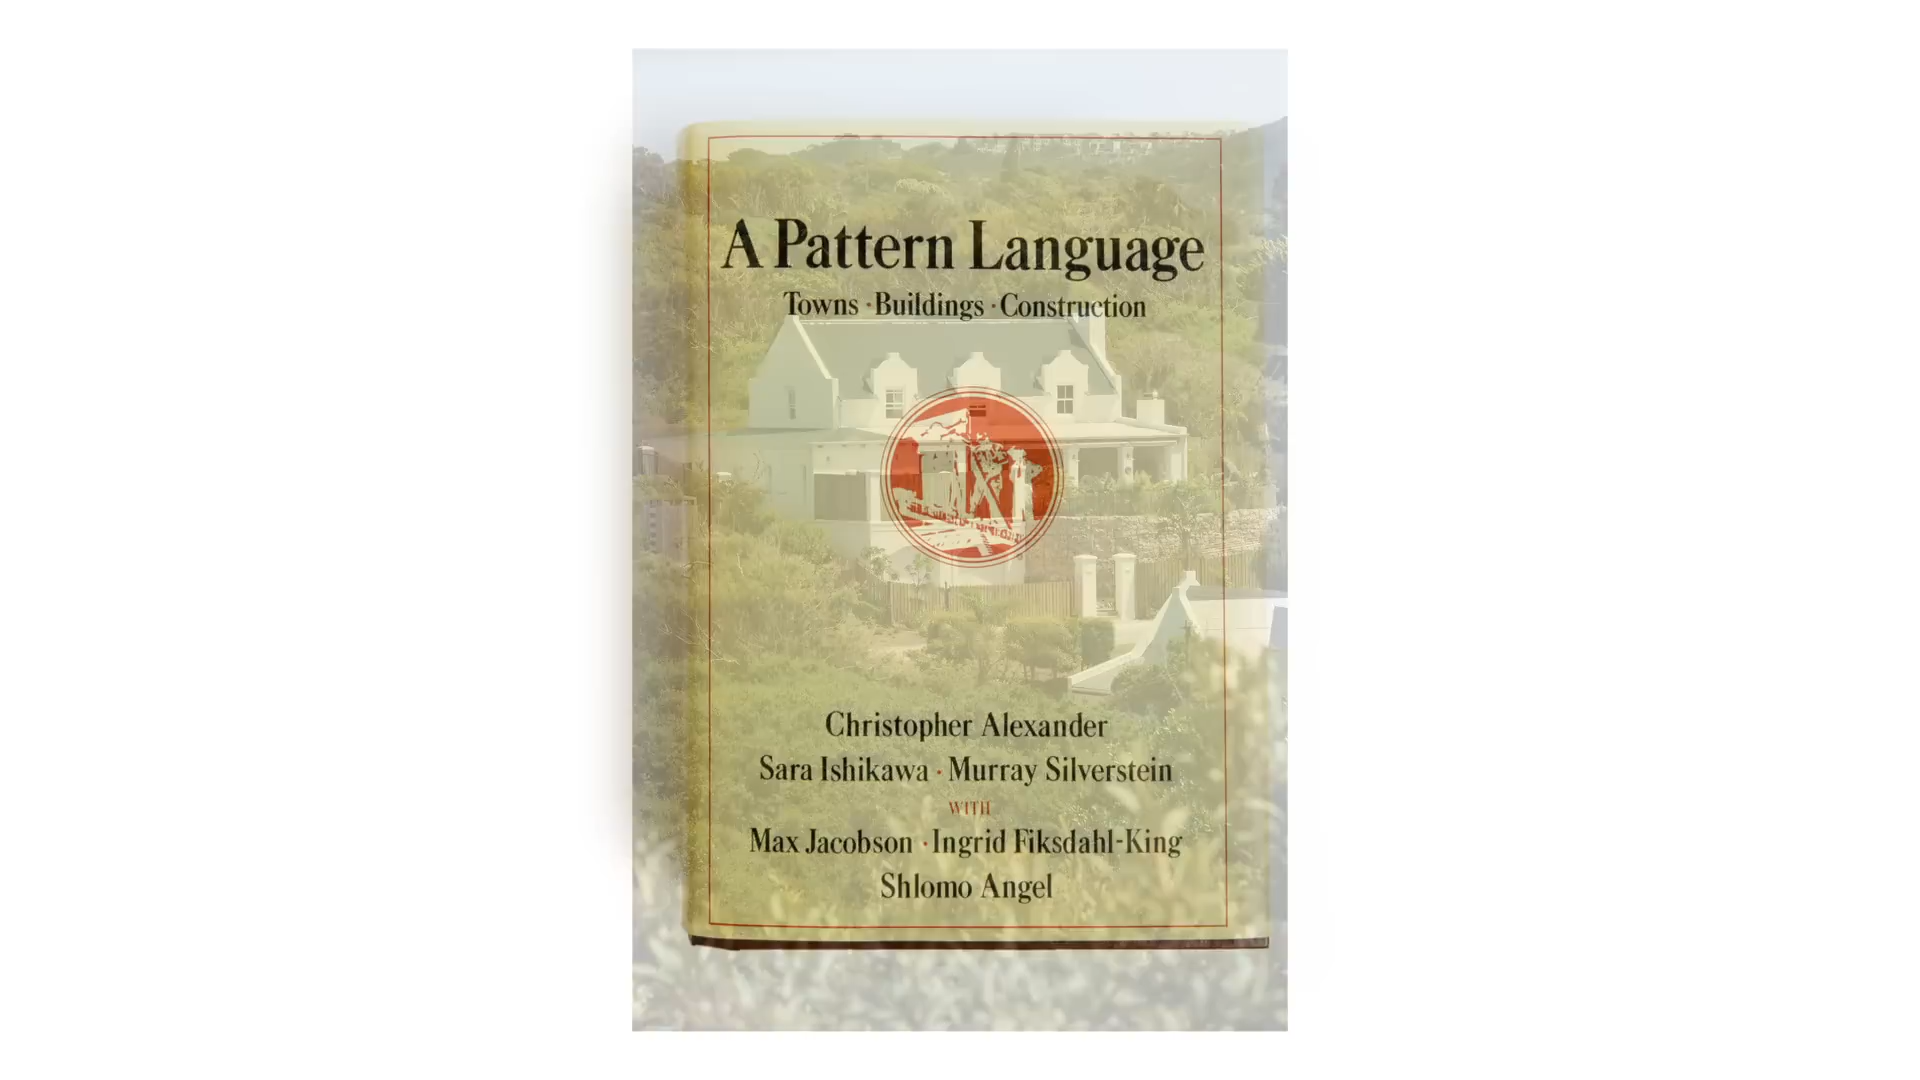 A Pattern Language
Towns · Buildings · Construction
Christopher Alexander
Sara Ishikawa · Murray Silverstein
WITH
Max Jacobson · Ingrid Fiksdahl-King
Shlomo Angel